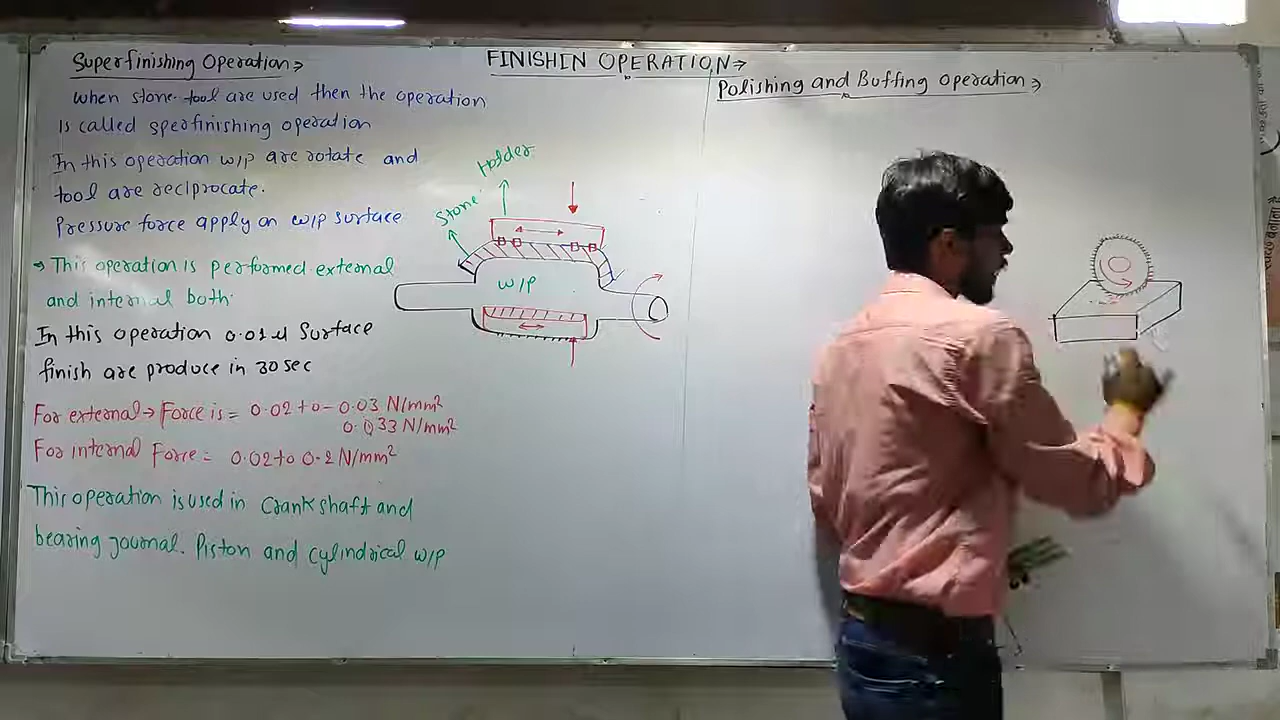 FINISHIN OPERATION
Superfinishing Operation
when stone tool are used then the operation
is called sperfinishing operation
In this operation w/p are rotate and
tool are reciprocate.
Pressure force apply on w/p surface
→ This operation is performed external
and internal both
In this operation 0.01μ Surface
finish are produce in 30 sec
For external → Force is = 0.02 to 0.03 N/mm²
0.033 N/mm²
For internal Force = 0.02 to 0.2 N/mm²
This operation is used in Crankshaft and
bearing journal. Piston and cylindrical w/p
Holder
Stone
w/p
Polishing and Buffing operation